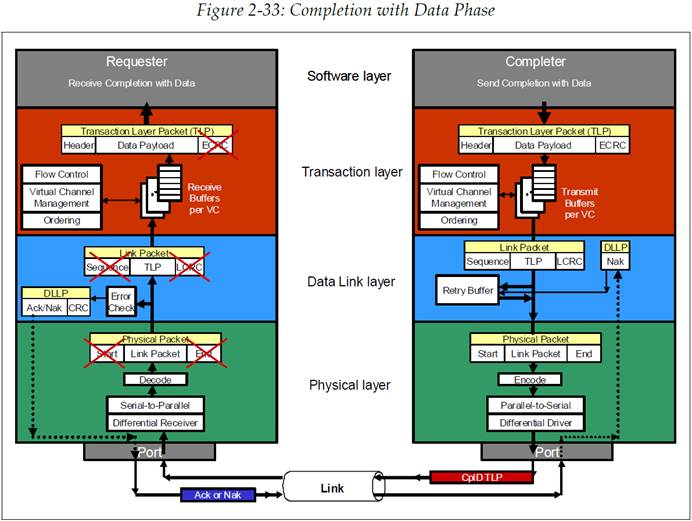 Figure 2-33: Completion with Data Phase
Requester
Receive Completion with Data
Software layer
Completer
Send Completion with Data
Transaction Layer Packet (TLP)
Header Data Payload ECRC
Flow Control
Virtual Channel
Management
Ordering
Receive
Buffers
per VC
Transaction layer
Transaction Layer Packet (TLP)
Header Data Payload ECRC
Flow Control
Virtual Channel
Management
Ordering
Transmit
Buffers
per VC
Link Packet
Sequence TLP LCRC
DLLP
Ack/Nak CRC
Error
Check
Data Link layer
Link Packet
Sequence TLP LCRC
DLLP
Nak
Retry Buffer
Physical Packet
Start Link Packet End
Decode
Serial-to-Parallel
Differential Receiver
Port
Physical layer
Physical Packet
Start Link Packet End
Encode
Parallel-to-Serial
Differential Driver
Port
CplD TLP
Link
Ack or Nak